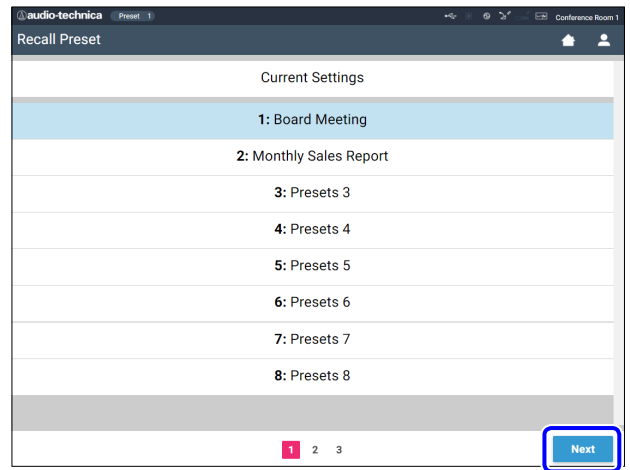 audio-technica Preset 1 Conference Room 1
Recall Preset
Current Settings
1: Board Meeting
2: Monthly Sales Report
3: Presets 3
4: Presets 4
5: Presets 5
6: Presets 6
7: Presets 7
8: Presets 8
1 2 3 Next